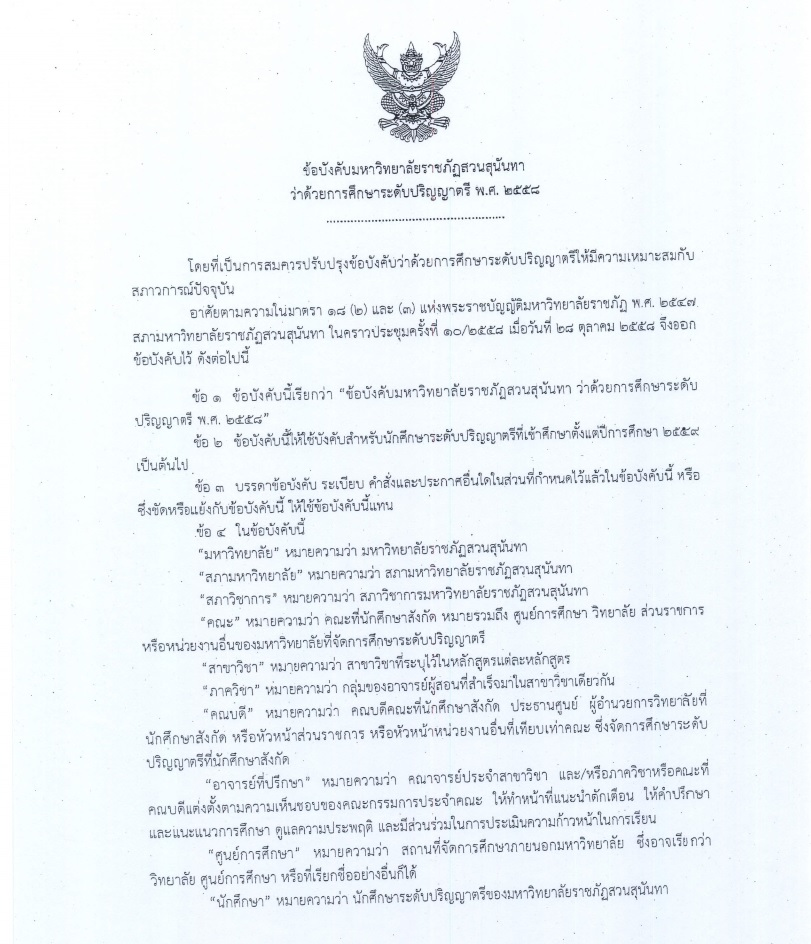 ข้อบังคับมหาวิทยาลัยราชภัฏสวนสุนันทา
ว่าด้วยการศึกษาระดับปริญญาตรี พ.ศ. ๒๕๕๘
....................................................
โดยที่เป็นการสมควรปรับปรุงข้อบังคับว่าด้วยการศึกษาระดับปริญญาตรีให้มีความเหมาะสมกับ
สภาวการณ์ปัจจุบัน
อาศัยตามความในมาตรา ๑๘ (๒) และ (๓) แห่งพระราชบัญญัติมหาวิทยาลัยราชภัฏ พ.ศ. ๒๕๔๗
สภามหาวิทยาลัยราชภัฏสวนสุนันทา ในคราวประชุมครั้งที่ ๑๐/๒๕๕๘ เมื่อวันที่ ๒๘ ตุลาคม ๒๕๕๘ จึงออก
ข้อบังคับไว้ ดังต่อไปนี้
ข้อ ๑ ข้อบังคับนี้เรียกว่า “ข้อบังคับมหาวิทยาลัยราชภัฏสวนสุนันทา ว่าด้วยการศึกษาระดับ
ปริญญาตรี พ.ศ. ๒๕๕๘”
ข้อ ๒ ข้อบังคับนี้ให้ใช้บังคับสำหรับนักศึกษาระดับปริญญาตรีที่เข้าศึกษาตั้งแต่ปีการศึกษา ๒๕๕๙
เป็นต้นไป
ข้อ ๓ บรรดาข้อบังคับ ระเบียบ คำสั่งและประกาศอื่นใดในส่วนที่กำหนดไว้แล้วในข้อบังคับนี้ หรือ
ซึ่งขัดหรือแย้งกับข้อบังคับนี้ ให้ใช้ข้อบังคับนี้แทน
ข้อ ๔ ในข้อบังคับนี้
“มหาวิทยาลัย” หมายความว่า มหาวิทยาลัยราชภัฏสวนสุนันทา
“สภามหาวิทยาลัย” หมายความว่า สภามหาวิทยาลัยราชภัฏสวนสุนันทา
“สภาวิชาการ” หมายความว่า สภาวิชาการมหาวิทยาลัยราชภัฏสวนสุนันทา
“คณะ” หมายความว่า คณะที่นักศึกษาสังกัด หมายรวมถึง ศูนย์การศึกษา วิทยาลัย ส่วนราชการ
หรือหน่วยงานอื่นของมหาวิทยาลัยที่จัดการศึกษาระดับปริญญาตรี
“สาขาวิชา” หมายความว่า สาขาวิชาที่ระบุไว้ในหลักสูตรแต่ละหลักสูตร
“ภาควิชา” หมายความว่า กลุ่มของอาจารย์ผู้สอนที่สำเร็จมาในสาขาวิชาเดียวกัน
“คณบดี” หมายความว่า คณบดีคณะที่นักศึกษาสังกัด ประธานศูนย์ ผู้อำนวยการวิทยาลัยที่
นักศึกษาสังกัด หรือหัวหน้าส่วนราชการ หรือหัวหน้าหน่วยงานอื่นที่เทียบเท่าคณะ ซึ่งจัดการศึกษาระดับ
ปริญญาตรีที่นักศึกษาสังกัด
“อาจารย์ที่ปรึกษา” หมายความว่า คณาจารย์ประจำสาขาวิชา และ/หรือภาควิชาหรือคณะที่
คณบดีแต่งตั้งตามความเห็นชอบของคณะกรรมการประจำคณะ ให้ทำหน้าที่แนะนำตักเตือน ให้คำปรึกษา
และแนะแนวการศึกษา ดูแลความประพฤติ และมีส่วนร่วมในการประเมินความก้าวหน้าในการเรียน
“ศูนย์การศึกษา” หมายความว่า สถานที่จัดการศึกษาภายนอกมหาวิทยาลัย ซึ่งอาจเรียกว่า
วิทยาลัย ศูนย์การศึกษา หรือที่เรียกชื่ออย่างอื่นก็ได้
“นักศึกษา” หมายความว่า นักศึกษาระดับปริญญาตรีของมหาวิทยาลัยราชภัฏสวนสุนันทา